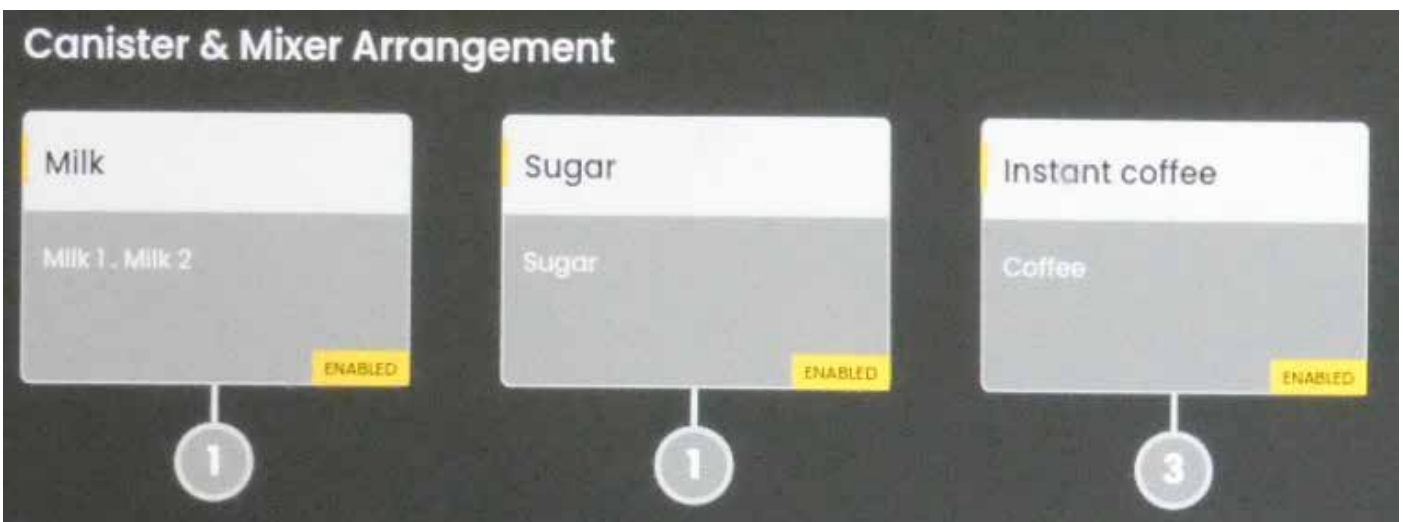 Canister & Mixer Arrangement
Milk
Sugar
Instant coffee
Milk 1 . Milk 2
Sugar
Coffee
ENABLED
ENABLED
ENABLED
1
1
3